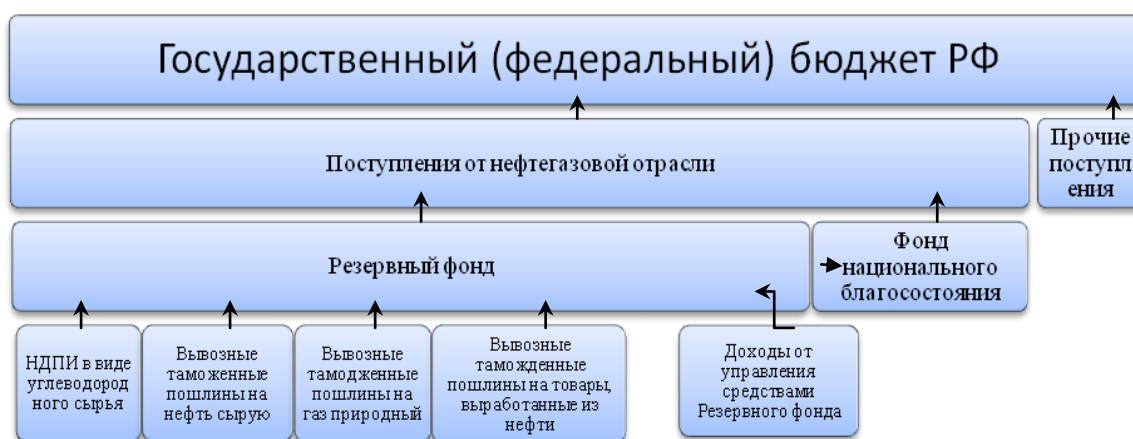 Государственный (федеральный) бюджет РФ
Поступления от нефтегазовой отрасли
Прочие
поступл
ения
Резервный фонд
Фонд
национального
благосостояния
НДПИ в виде
углеводород
ного сырья
Вывозные
таможенные
пошлины на
нефть сырую
Вывозные
тамодженные
пошлины на
газ природный
Вывозные
таможденные
пошлины на товары,
выработанные из
нефти
Доходы от
управления
средствами
Резервного фонда